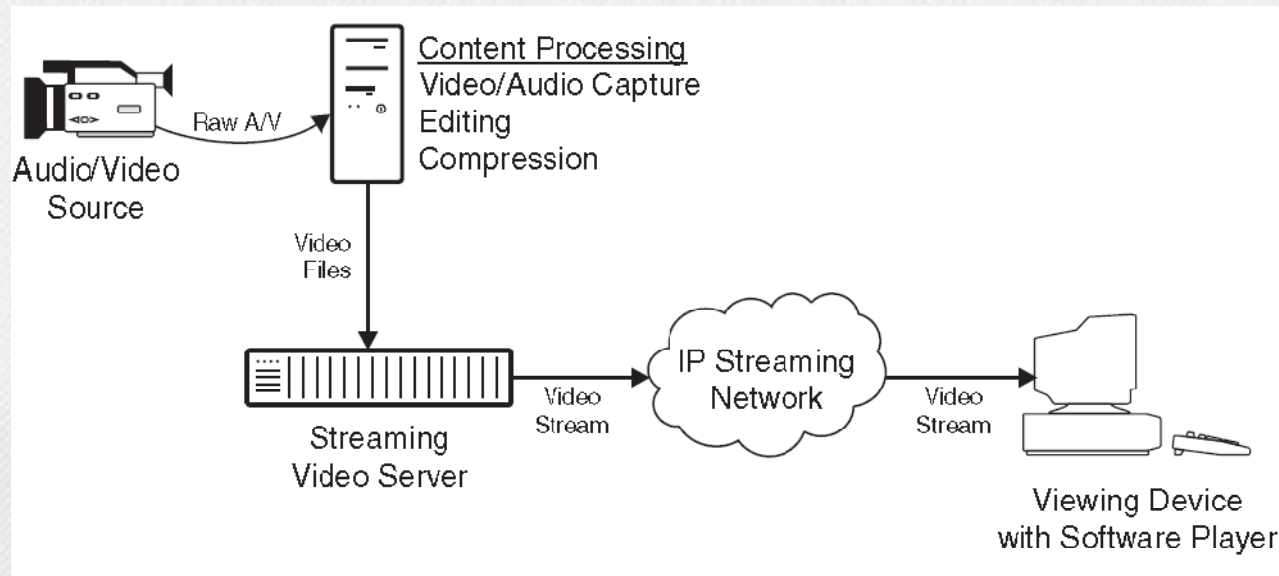 Content Processing
Video/Audio Capture
Editing
Compression
Raw A/V
Audio/Video
Source
Video
Files
IP Streaming
Network
Video
Stream
Video
Stream
Streaming
Video Server
Viewing Device
with Software Player